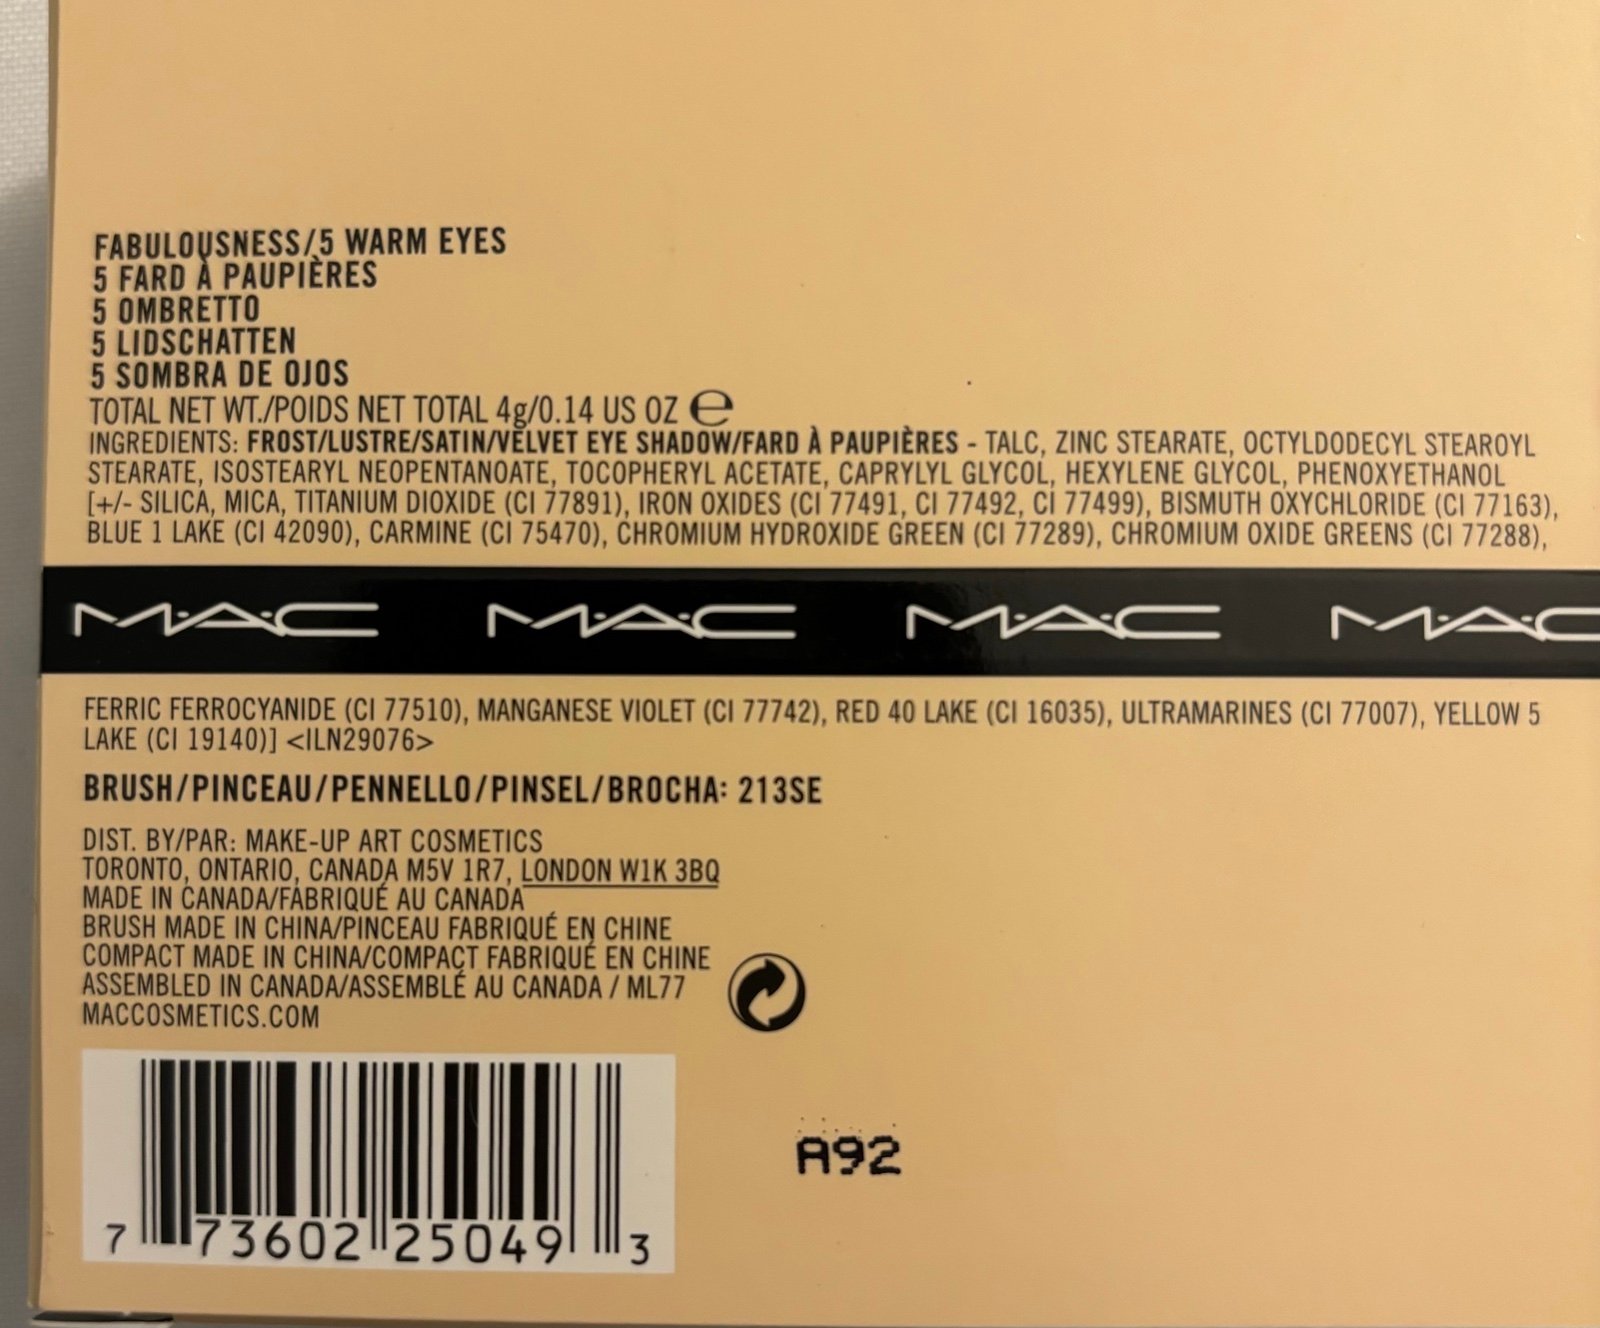 FABULOUSNESS/5 WARM EYES
5 FARD À PAUPIÈRES
5 OMBRETTO
5 LIDSCHATTEN
5 SOMBRA DE OJOS
TOTAL NET WT./POIDS NET TOTAL 4g/0.14 US OZ ℮
INGREDIENTS: FROST/LUSTRE/SATIN/VELVET EYE SHADOW/FARD À PAUPIÈRES - TALC, ZINC STEARATE, OCTYLDODECYL STEAROYL
STEARATE, ISOSTEARYL NEOPENTANOATE, TOCOPHERYL ACETATE, CAPRYLYL GLYCOL, HEXYLENE GLYCOL, PHENOXYETHANOL
[+/- SILICA, MICA, TITANIUM DIOXIDE (CI 77891), IRON OXIDES (CI 77491, CI 77492, CI 77499), BISMUTH OXYCHLORIDE (CI 77163),
BLUE 1 LAKE (CI 42090), CARMINE (CI 75470), CHROMIUM HYDROXIDE GREEN (CI 77289), CHROMIUM OXIDE GREENS (CI 77288),
M·A·C M·A·C M·A·C M·A·C
FERRIC FERROCYANIDE (CI 77510), MANGANESE VIOLET (CI 77742), RED 40 LAKE (CI 16035), ULTRAMARINES (CI 77007), YELLOW 5
LAKE (CI 19140)] <ILN29076>
BRUSH/PINCEAU/PENNELLO/PINSEL/BROCHA: 213SE
DIST. BY/PAR: MAKE-UP ART COSMETICS
TORONTO, ONTARIO, CANADA M5V 1R7, LONDON W1K 3BQ
MADE IN CANADA/FABRIQUÉ AU CANADA
BRUSH MADE IN CHINA/PINCEAU FABRIQUÉ EN CHINE
COMPACT MADE IN CHINA/COMPACT FABRIQUÉ EN CHINE
ASSEMBLED IN CANADA/ASSEMBLÉ AU CANADA / ML77
MACCOSMETICS.COM
7 73602 25049 3
A92